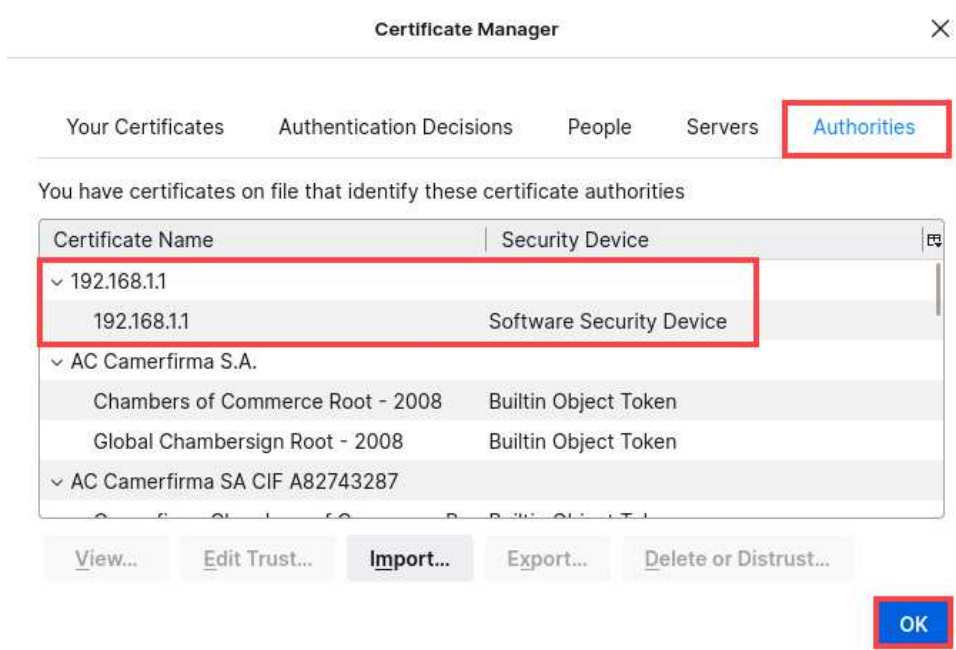 Certificate Manager
Your Certificates Authentication Decisions People Servers Authorities
You have certificates on file that identify these certificate authorities
Certificate Name Security Device
192.168.1.1
192.168.1.1 Software Security Device
AC Camerfirma S.A.
Chambers of Commerce Root - 2008 Builtin Object Token
Global Chambersign Root - 2008 Builtin Object Token
AC Camerfirma SA CIF A82743287
View... Edit Trust... Import... Export... Delete or Distrust...
OK